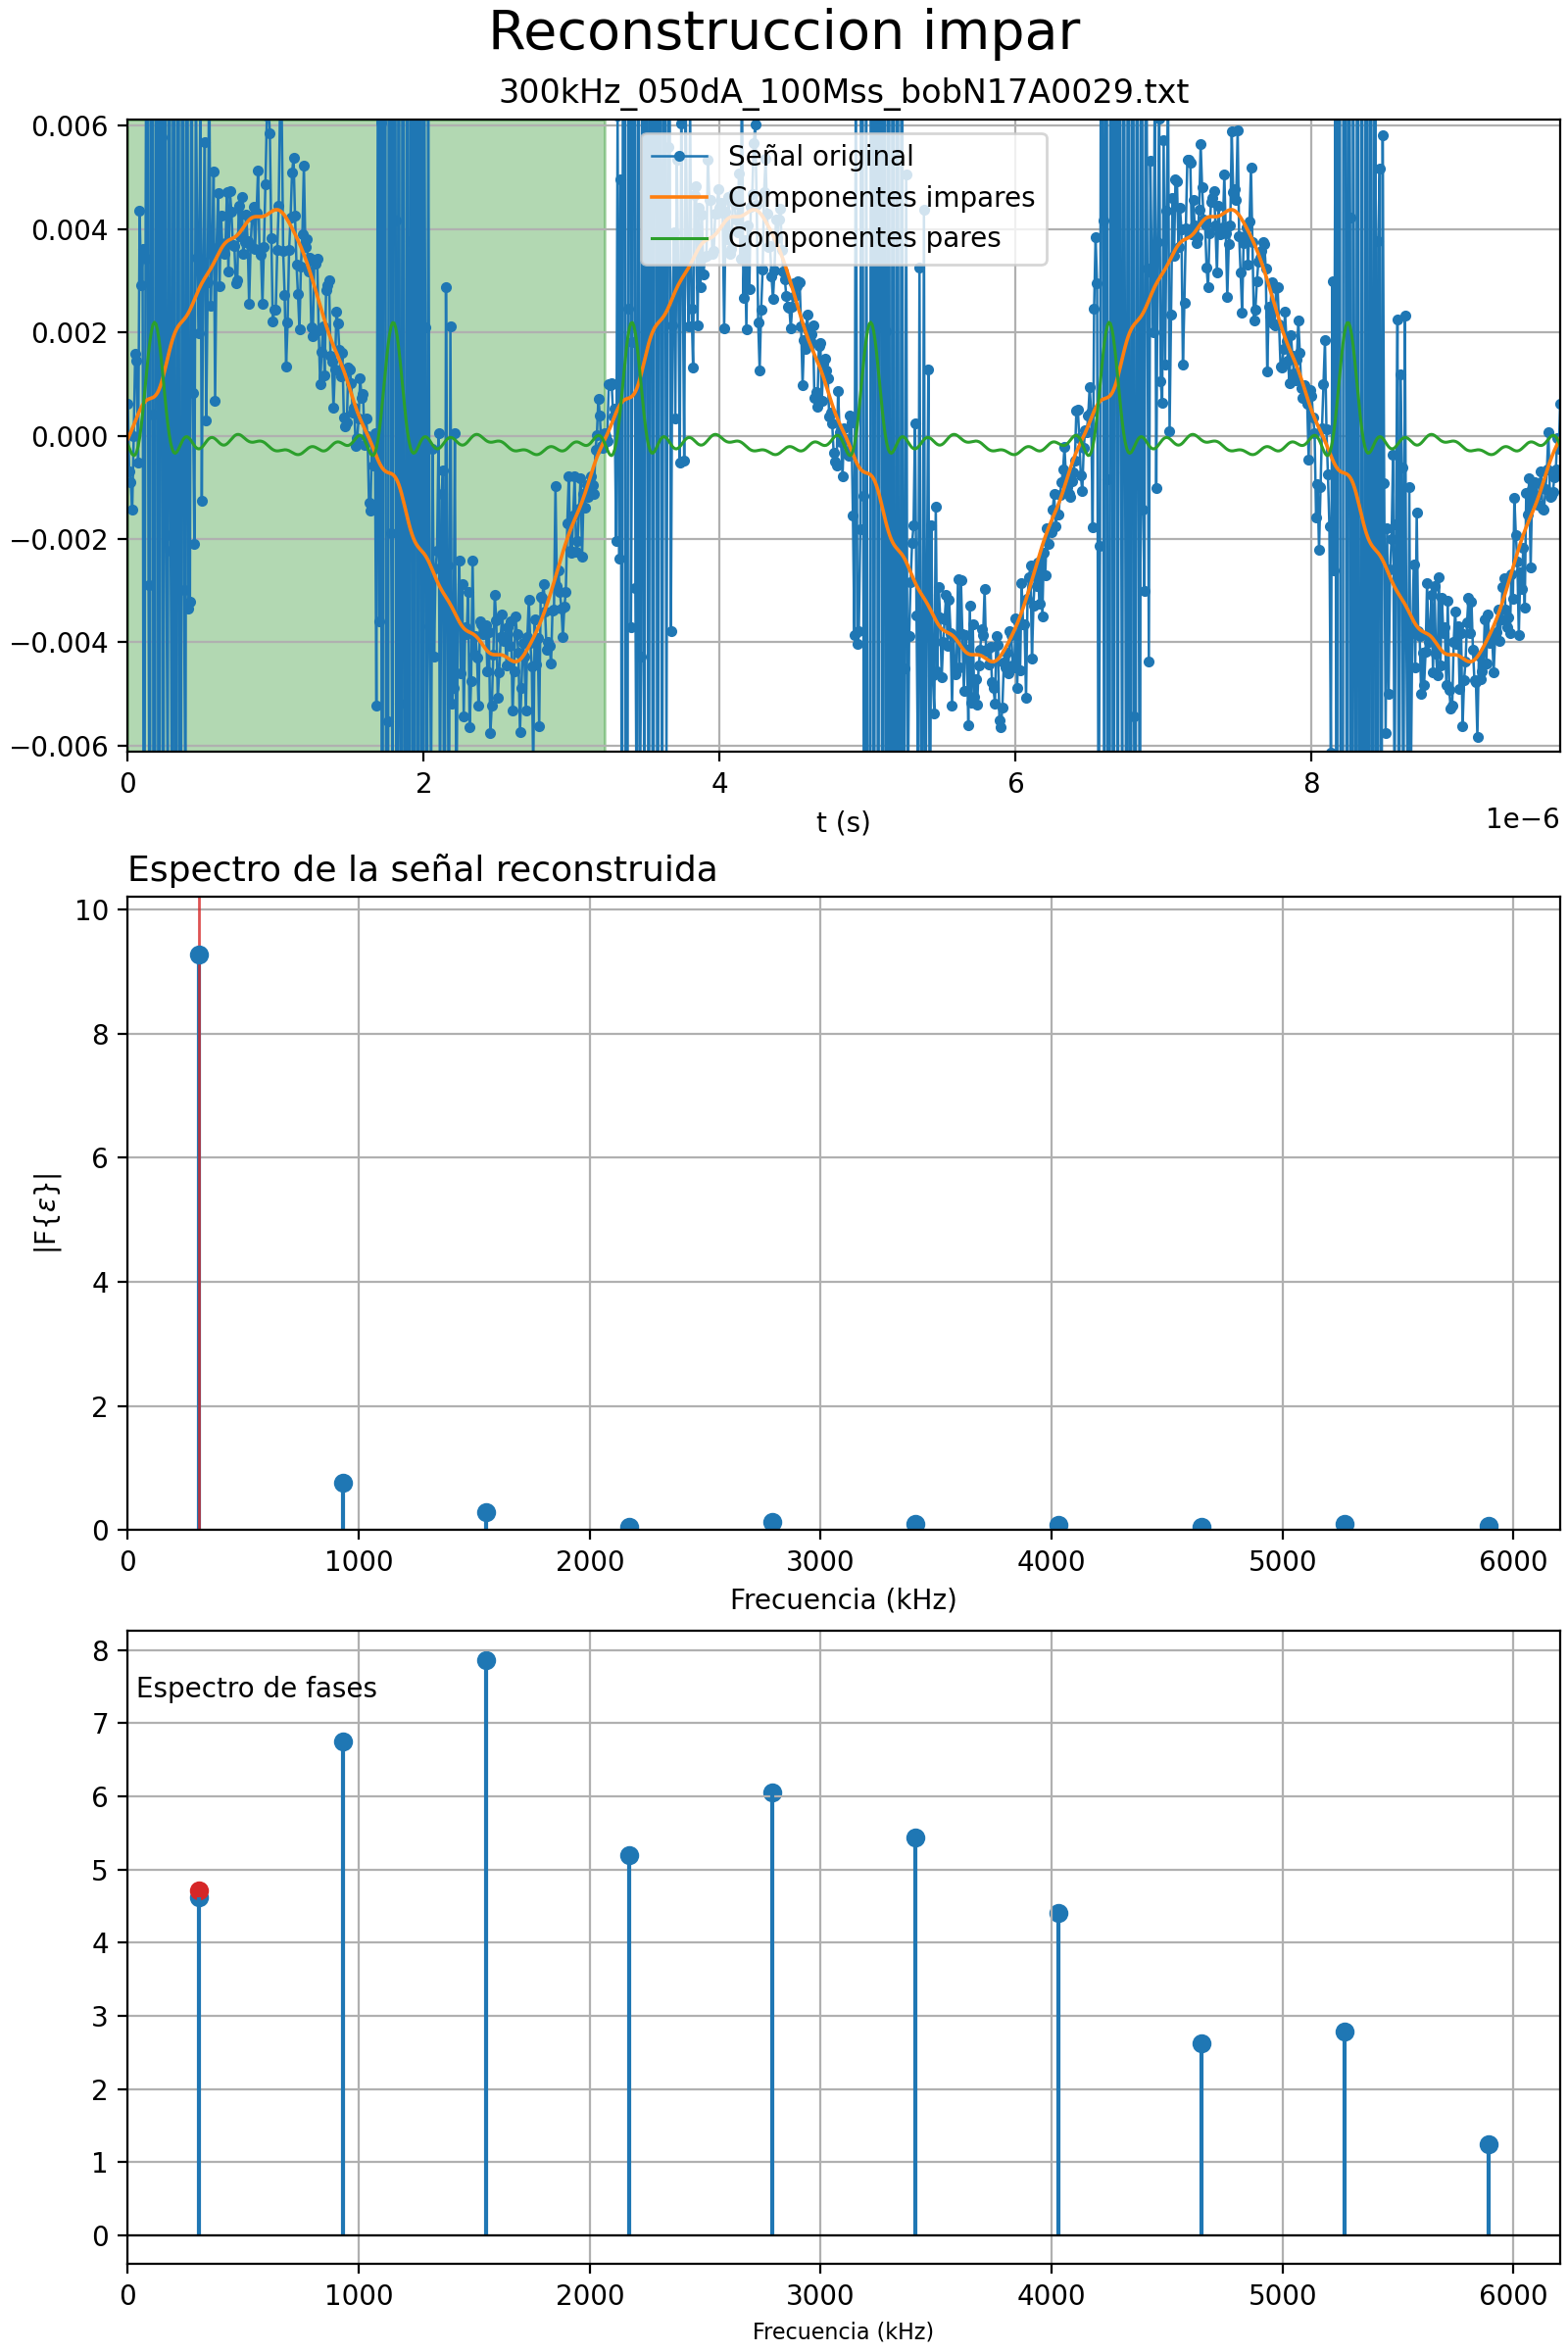 Reconstruccion impar
300kHz_050dA_100Mss_bobN17A0029.txt
0.006
0.004
0.002
0.000
−0.002
−0.004
−0.006
Señal original
Componentes impares
Componentes pares
0 2 4 6 8
1e−6
t (s)
Espectro de la señal reconstruida
10
8
6
4
2
0
|F{ε}|
0 1000 2000 3000 4000 5000 6000
Frecuencia (kHz)
8
7
6
5
4
3
2
1
0
Espectro de fases
0 1000 2000 3000 4000 5000 6000
Frecuencia (kHz)